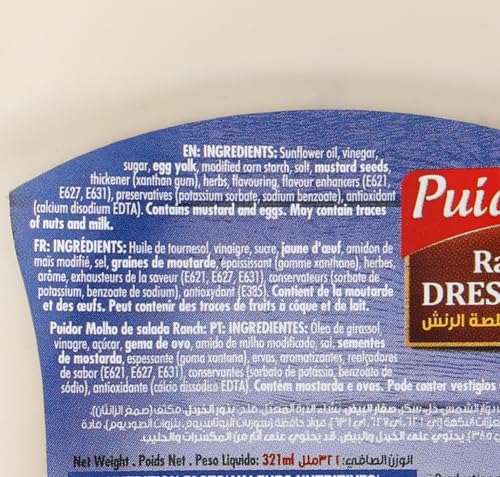 EN: INGREDIENTS: Sunflower oil, vinegar,
sugar, egg yolk, modified corn starch, salt, mustard seeds,
thickener (xanthan gum), herbs, flavouring, flavour enhancers (E621,
E627, E631), preservatives (potassium sorbate, sodium benzoate), antioxidant
(calcium disodium EDTA). Contains mustard and eggs. May contain traces
of nuts and milk.
FR: INGRÉDIENTS: Huile de tournesol, vinaigre, sucre, jaune d'œuf, amidon de
maïs modifié, sel, graines de moutarde, épaississant (gomme xanthane), herbes,
arôme, exhausteurs de la saveur (E621, E627, E631), conservateurs (sorbate de
potassium, benzoate de sodium), antioxydant (E385). Contient de la moutarde
et des œufs. Peut contenir des traces de fruits à coque et de lait.
Puidor Molho de salada Ranch: PT: INGREDIENTES: Óleo de girassol,
vinagre, açúcar, gema de ovo, amido de milho modificado, sal, sementes
de mostarda, espessante (goma xantana), ervas, aromatizantes, realçadores
de sabor (E621, E627, E631), conservantes (sorbato de potássio, benzoato de
sódio), antioxidante (cálcio dissódico EDTA). Contém mostarda e ovos. Pode conter vestígios
Net Weight . Poids Net . Peso Liquido: 321ml الوزن الصافي: ٣٢١ملل
Puid
Ra
DRES
لصة الرنش